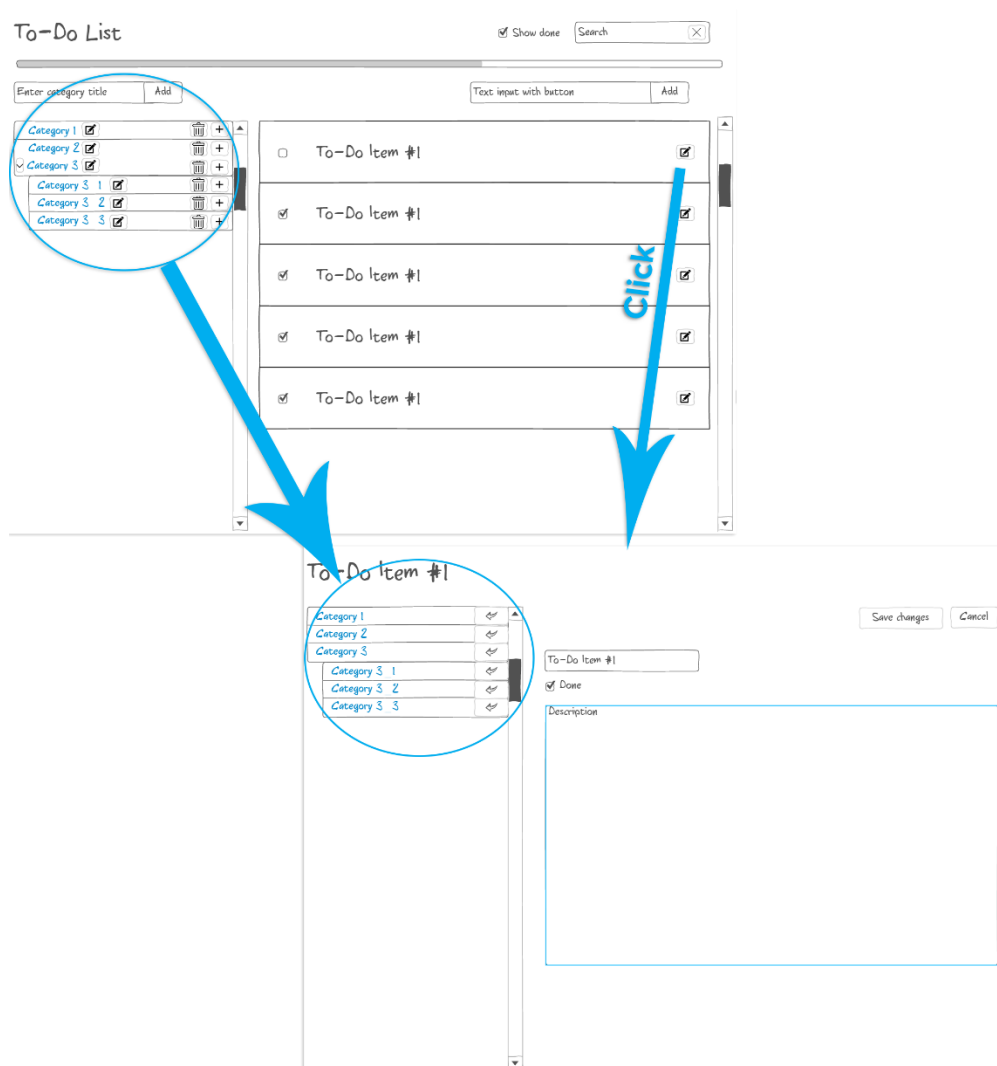 To-Do List
Show done
Search
Enter category title
Add
Text input with button
Add
Category 1
Category 2
Category 3
Category 3 1
Category 3 2
Category 3 3
To-Do Item #1
To-Do Item #1
To-Do Item #1
To-Do Item #1
To-Do Item #1
Click
To-Do Item #1
Category 1
Category 2
Category 3
Category 3 1
Category 3 2
Category 3 3
Save changes
Cancel
To-Do Item #1
Done
Description